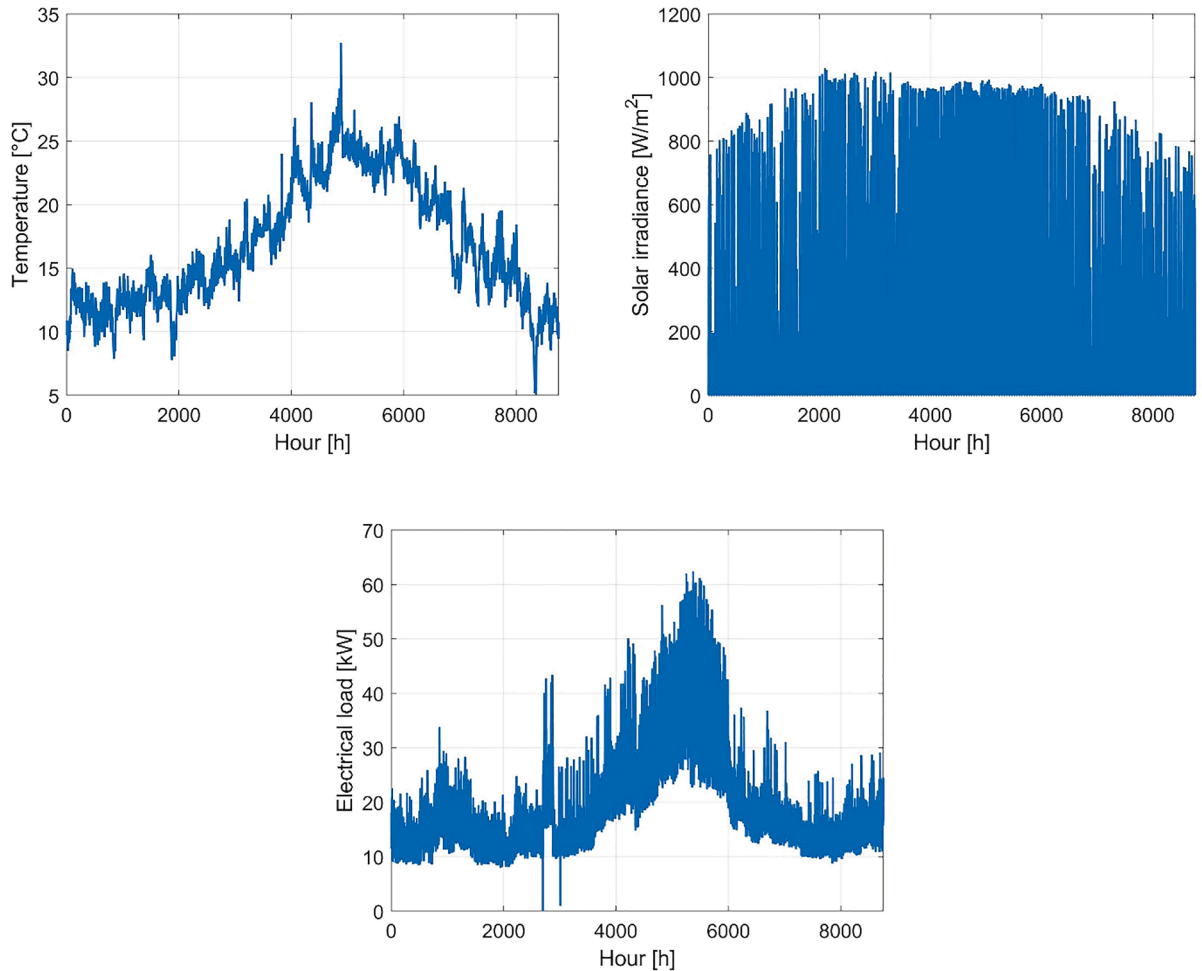 35
30
25
20
15
10
5
Temperature [°C]
0 2000 4000 6000 8000
Hour [h]
1200
1000
800
600
400
200
0
Solar irradiance [W/m²]
0 2000 4000 6000 8000
Hour [h]
70
60
50
40
30
20
10
0
Electrical load [kW]
0 2000 4000 6000 8000
Hour [h]